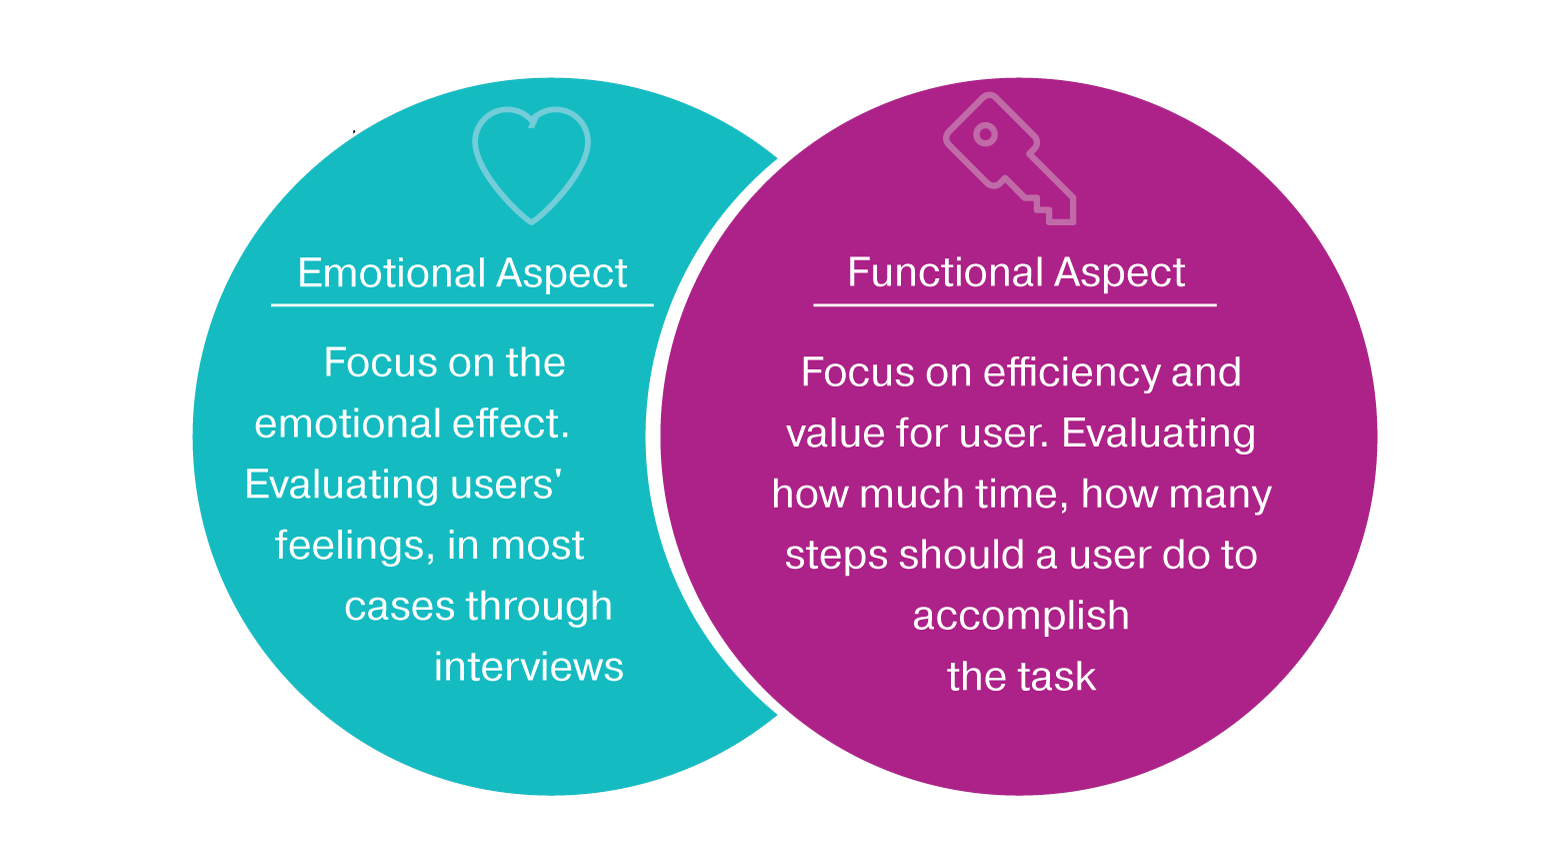 Emotional Aspect
Focus on the
emotional effect.
Evaluating users'
feelings, in most
cases through
interviews
Functional Aspect
Focus on efficiency and
value for user. Evaluating
how much time, how many
steps should a user do to
accomplish
the task